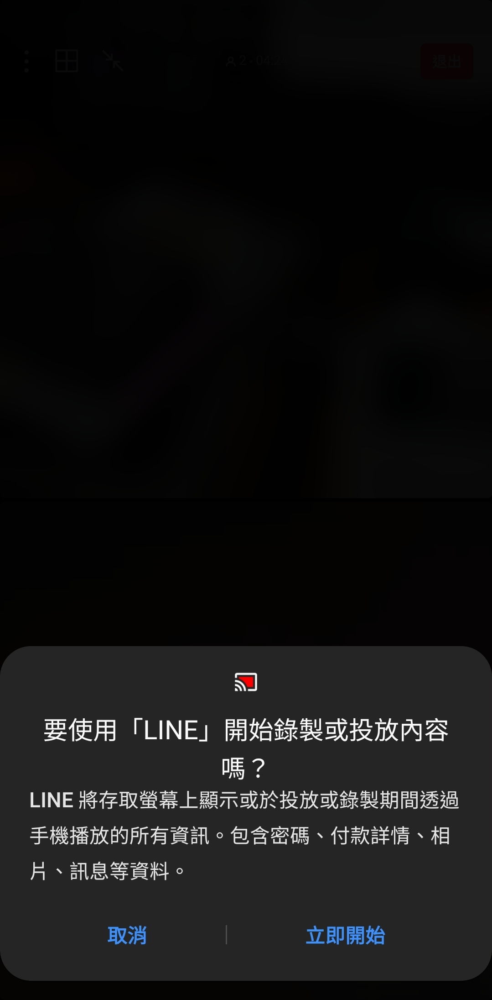 2 · 04:24
退出
要使用「LINE」開始錄製或投放內容
嗎？
LINE 將存取螢幕上顯示或於投放或錄製期間透過
手機播放的所有資訊。包含密碼、付款詳情、相
片、訊息等資料。
取消
立即開始